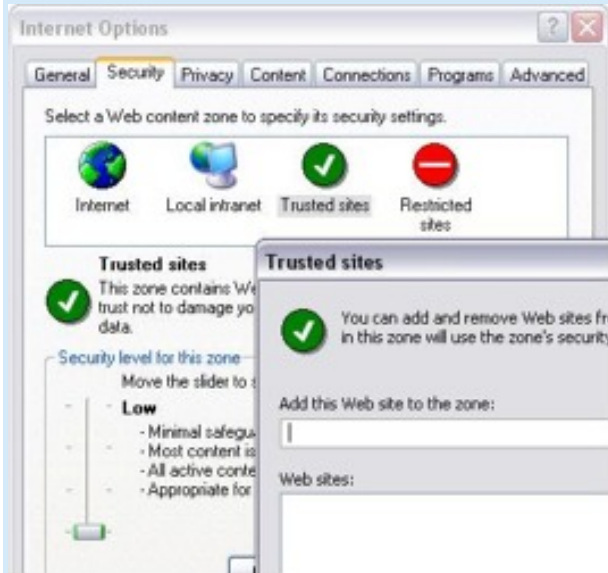 Internet Options
General Security Privacy Content Connections Programs Advanced
Select a Web content zone to specify its security settings.
Internet Local intranet Trusted sites Restricted sites
Trusted sites
This zone contains We
trust not to damage yo
data.
Security level for this zone
Move the slider to s
Low
- Minimal safegu
- Most content is
- All active conte
- Appropriate for
Trusted sites
You can add and remove Web sites fr
in this zone will use the zone's security
Add this Web site to the zone:
Web sites: